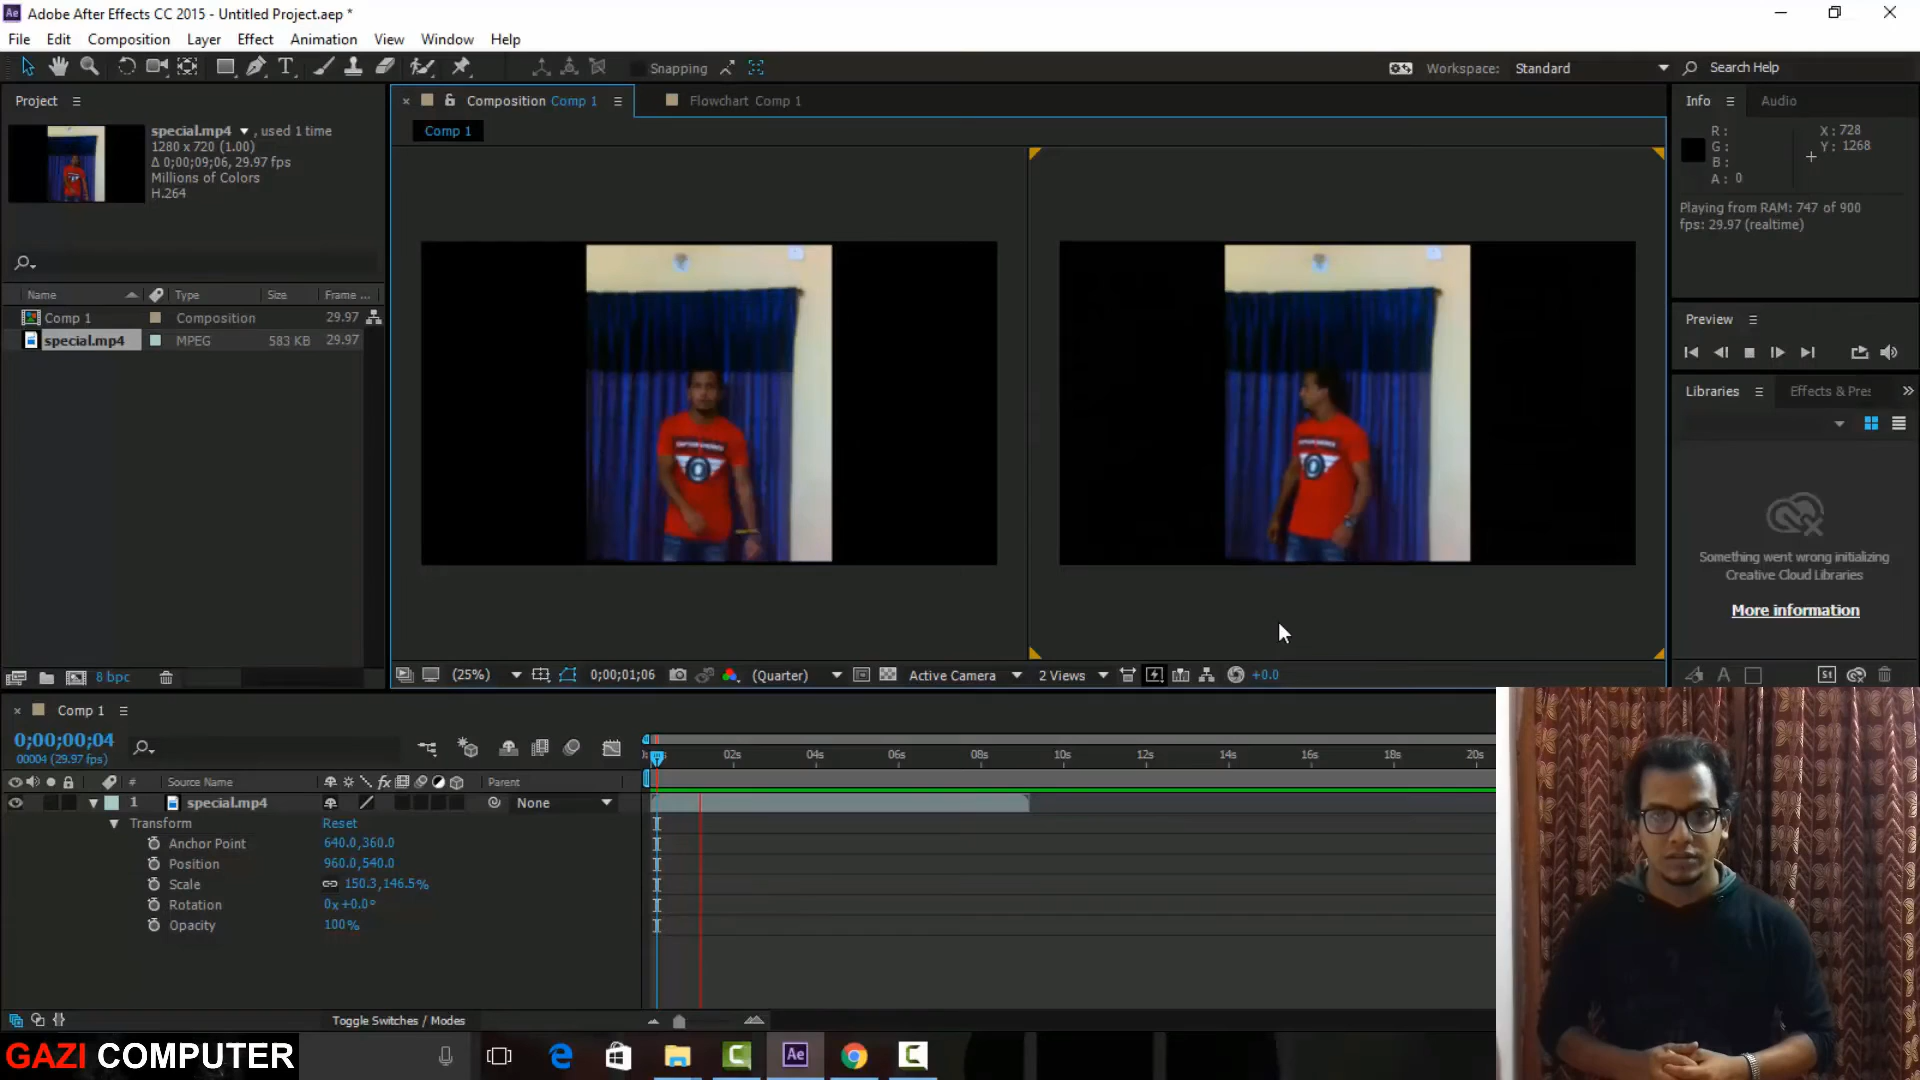 Adobe After Effects CC 2015 - Untitled Project.aep *
File Edit Composition Layer Effect Animation View Window Help
Snapping
Workspace: Standard
Search Help
Project
special.mp4 , used 1 time
1280 x 720 (1.00)
Δ 0;00;09;06, 29.97 fps
Millions of Colors
H.264
Name Type Size Frame ...
Comp 1 Composition 29.97
special.mp4 MPEG 583 KB 29.97
8 bpc
Composition Comp 1
Flowchart Comp 1
Comp 1
(25%) 0;00;01;06 (Quarter) Active Camera 2 Views +0.0
Info Audio
R: X: 728
G: Y: 1268
B:
A: 0
Playing from RAM: 747 of 900
fps: 29.97 (realtime)
Preview
Libraries Effects & Pre:
Something went wrong initializing
Creative Cloud Libraries
More information
Comp 1
0;00;00;04
00004 (29.97 fps)
02s 04s 06s 08s 10s 12s 14s 16s 18s 20s
# Source Name Parent
1 special.mp4 None
Transform Reset
Anchor Point 640.0,360.0
Position 960.0,540.0
Scale 150.3,146.5%
Rotation 0x+0.0°
Opacity 100%
Toggle Switches / Modes
GAZI COMPUTER
Ae